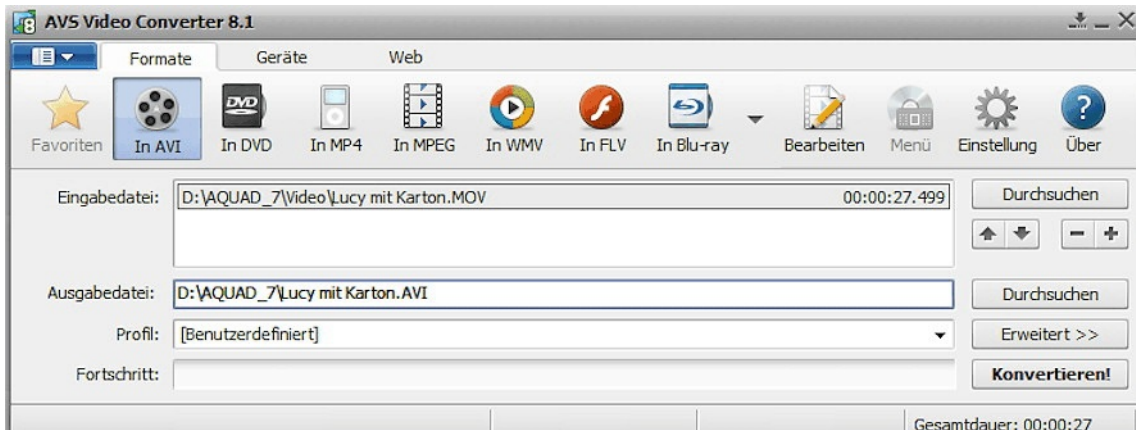 AVS Video Converter 8.1
Formate Geräte Web
DVD
Favoriten In AVI In DVD In MP4 In MPEG In WMV In FLV In Blu-ray Bearbeiten Menü Einstellung Über
Eingabedatei: D:\AQUAD_7\Video\Lucy mit Karton.MOV 00:00:27.499 Durchsuchen
Ausgabedatei: D:\AQUAD_7\Lucy mit Karton.AVI Durchsuchen
Profil: [Benutzerdefiniert] Erweitert >>
Fortschritt: Konvertieren!
Gesamtdauer: 00:00:27